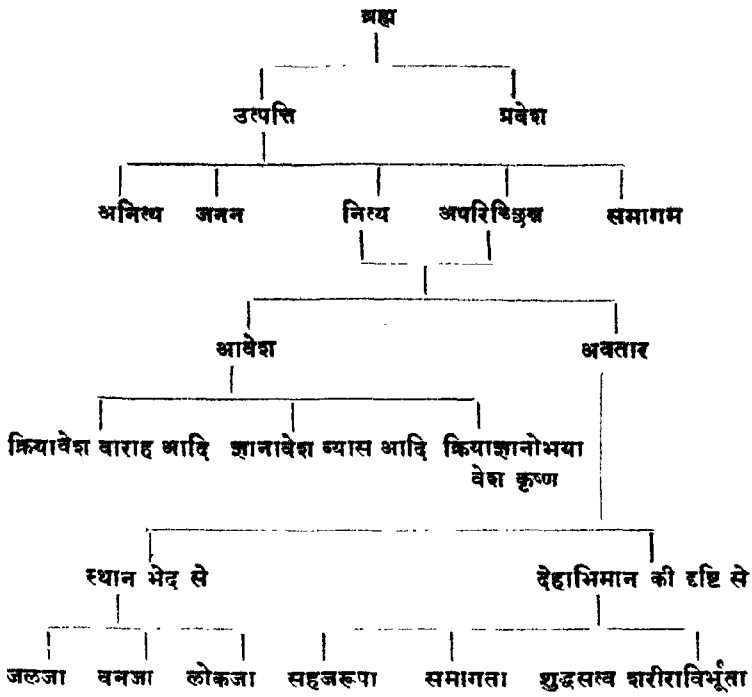 ब्रह्म
उत्पत्ति प्रवेश
अनित्य जनन नित्य अपरिच्छिन्न समागम
आवेश अवतार
क्रियावेश वाराह आदि ज्ञानावेश व्यास आदि क्रियाज्ञानोभया
वेश कृष्ण
स्थान भेद से देहाभिमान की दृष्टि से
जलजा वनजा लोकजा सहजरूपा समागता शुद्धसत्व शरीराविर्भूता